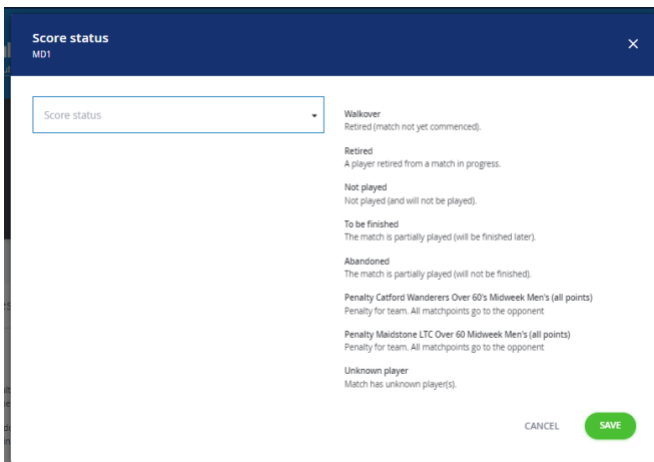 Score status
MD1
Score status
Walkover
Retired (match not yet commenced).
Retired
A player retired from a match in progress.
Not played
Not played (and will not be played).
To be finished
The match is partially played (will be finished later).
Abandoned
The match is partially played (will not be finished).
Penalty Catford Wanderers Over 60's Midweek Men's (all points)
Penalty for team. All matchpoints go to the opponent
Penalty Maidstone LTC Over 60 Midweek Men's (all points)
Penalty for team. All matchpoints go to the opponent
Unknown player
Match has unknown player(s).
CANCEL
SAVE